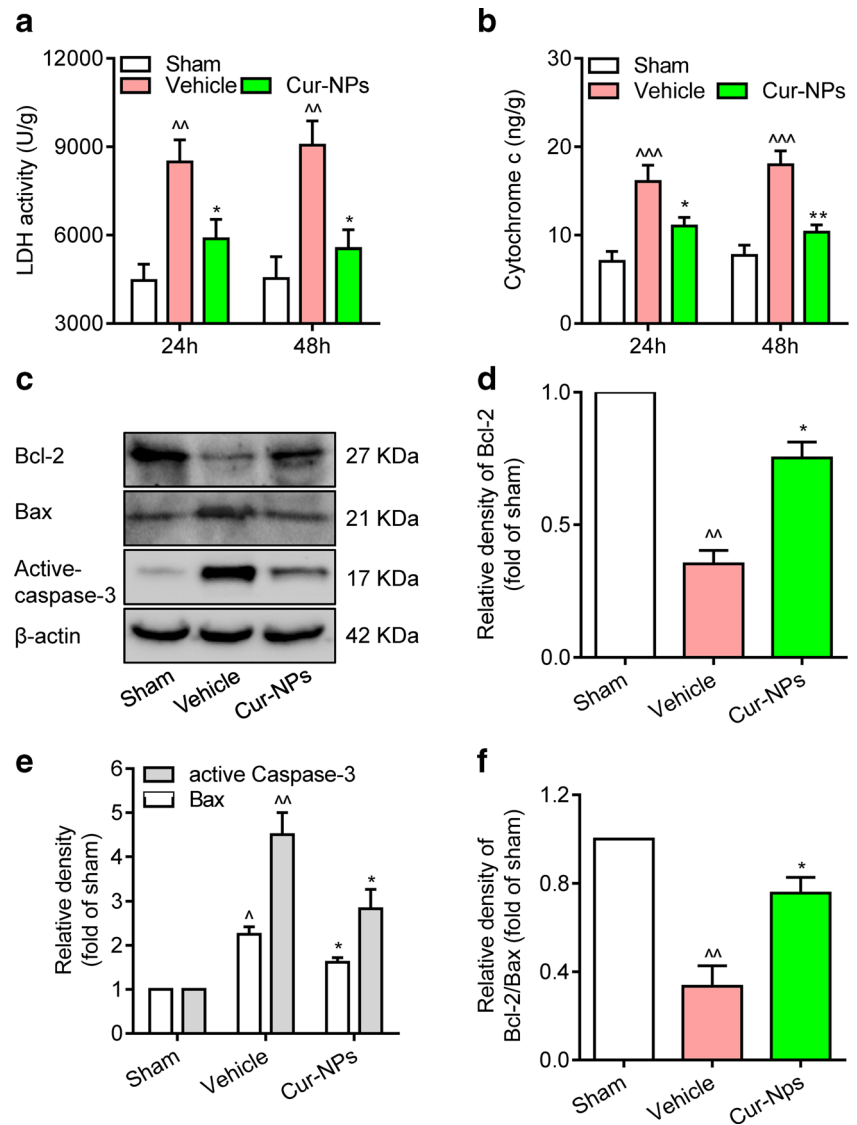 a
LDH activity (U/g)
12000
9000
6000
3000
Sham
Vehicle
Cur-NPs
^^
*
^^
*
24h
48h
b
Cytochrome c (ng/g)
30
20
10
0
Sham
Vehicle
Cur-NPs
^^^
*
^^^
**
24h
48h
c
Bcl-2
27 KDa
Bax
21 KDa
Active-
caspase-3
17 KDa
β-actin
42 KDa
Sham
Vehicle
Cur-NPs
d
Relative density of Bcl-2
(fold of sham)
1.0
0.5
0.0
^^
*
Sham
Vehicle
Cur-NPs
e
Relative density
(fold of sham)
6
5
4
3
2
1
0
active Caspase-3
Bax
^
^^
*
*
Sham
Vehicle
Cur-NPs
f
Relative density of
Bcl-2/Bax (fold of sham)
1.2
0.8
0.4
0.0
^^
*
Sham
Vehicle
Cur-Nps